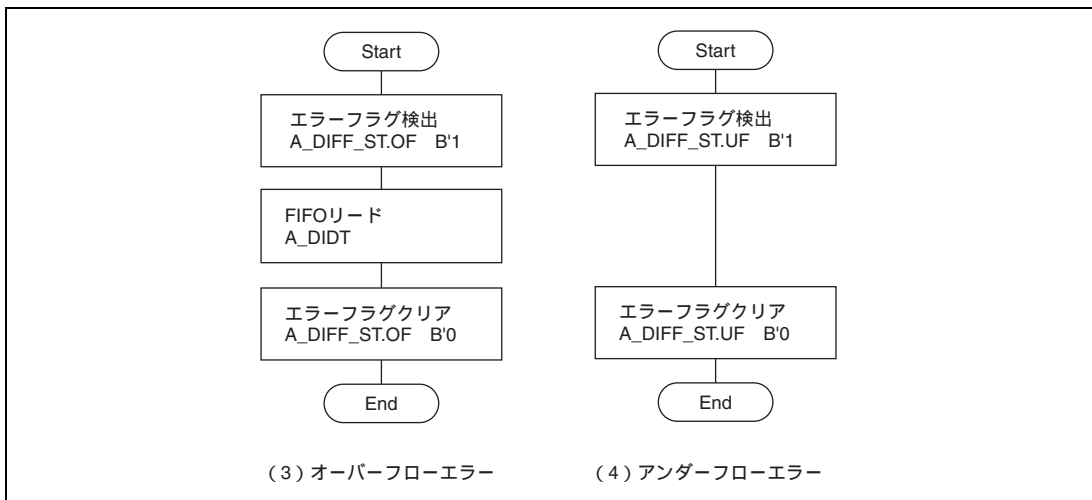 Start
エラーフラグ検出
A_DIFF_ST.OF B'1
FIFOリード
A_DIDT
エラーフラグクリア
A_DIFF_ST.OF B'0
End
(3)オーバーフローエラー
Start
エラーフラグ検出
A_DIFF_ST.UF B'1
エラーフラグクリア
A_DIFF_ST.UF B'0
End
(4)アンダーフローエラー